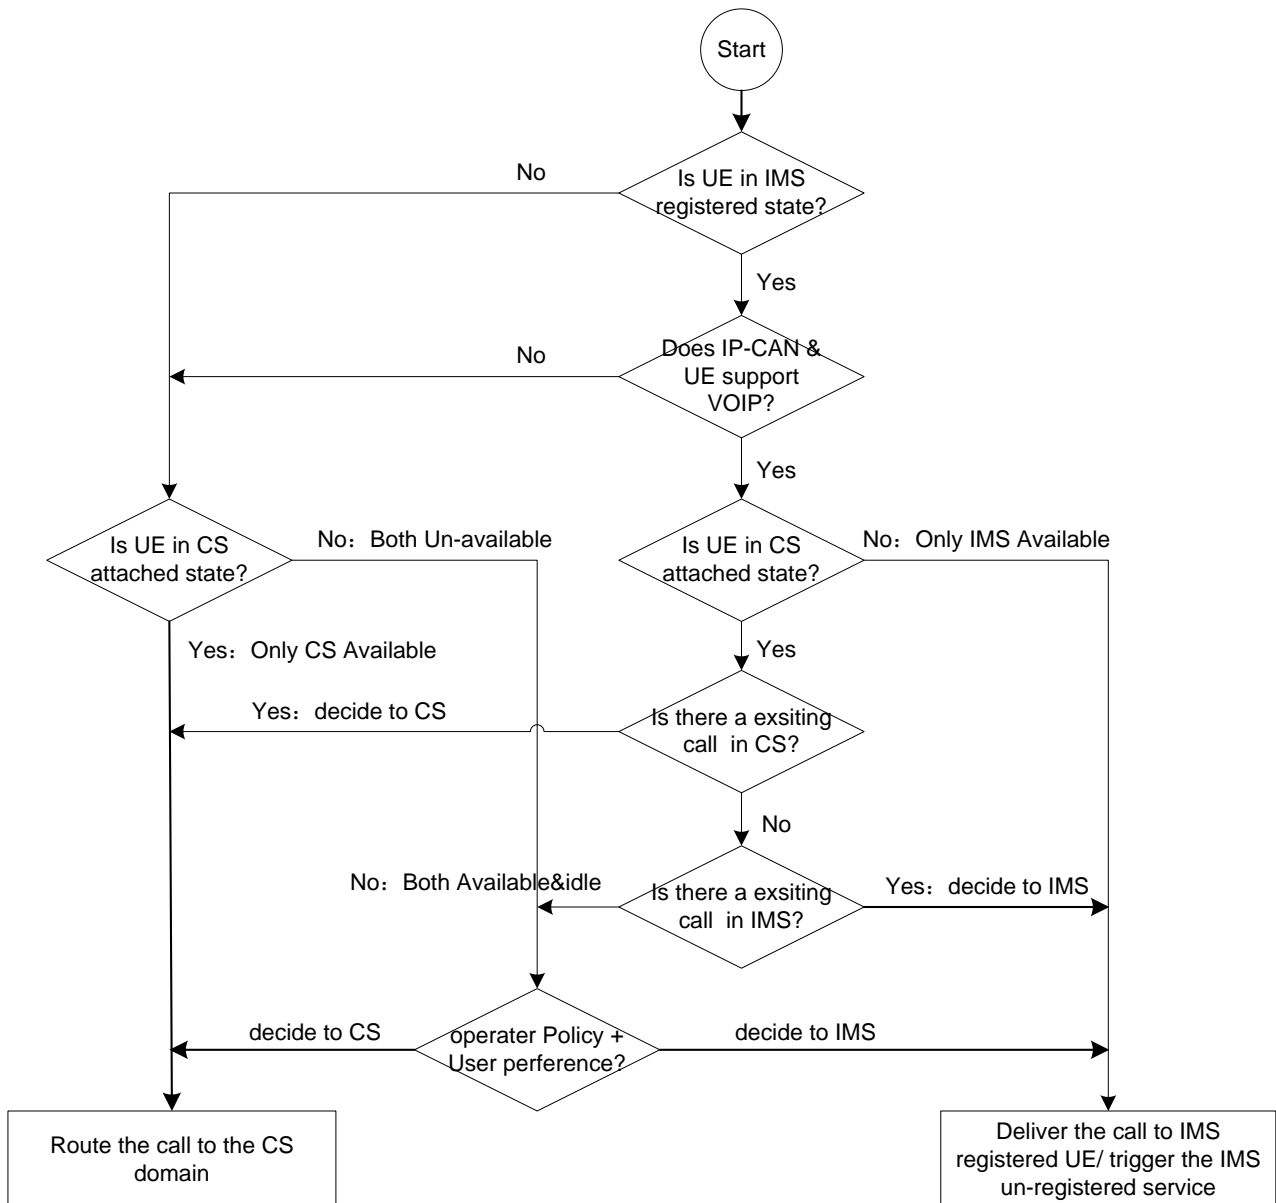 Start
No
Is UE in IMS
registered state?
Yes
No
Does IP-CAN &
UE support
VOIP?
Yes
Is UE in CS
attached state?
No：Both Un-available
Is UE in CS
attached state?
No：Only IMS Available
Yes：Only CS Available
Yes
Yes：decide to CS
Is there a exsiting
call  in CS?
No
No：Both Available&idle
Is there a exsiting
call  in IMS?
Yes：decide to IMS
decide to CS
operater Policy +
User perference?
decide to IMS
Route the call to the CS
domain
Deliver the call to IMS
registered UE/ trigger the IMS
un-registered service